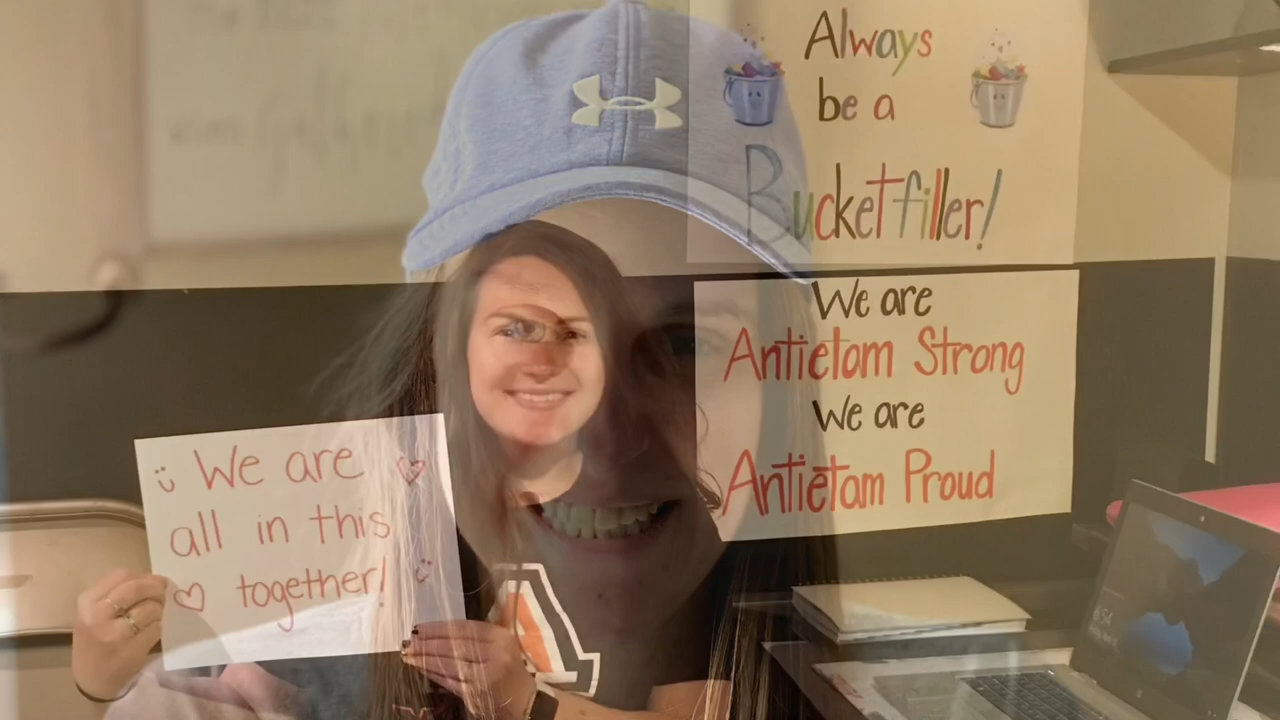 Always
be a
Bucketfiller!
We are
Antietam Strong
We are
Antietam Proud
We are
all in this
together!